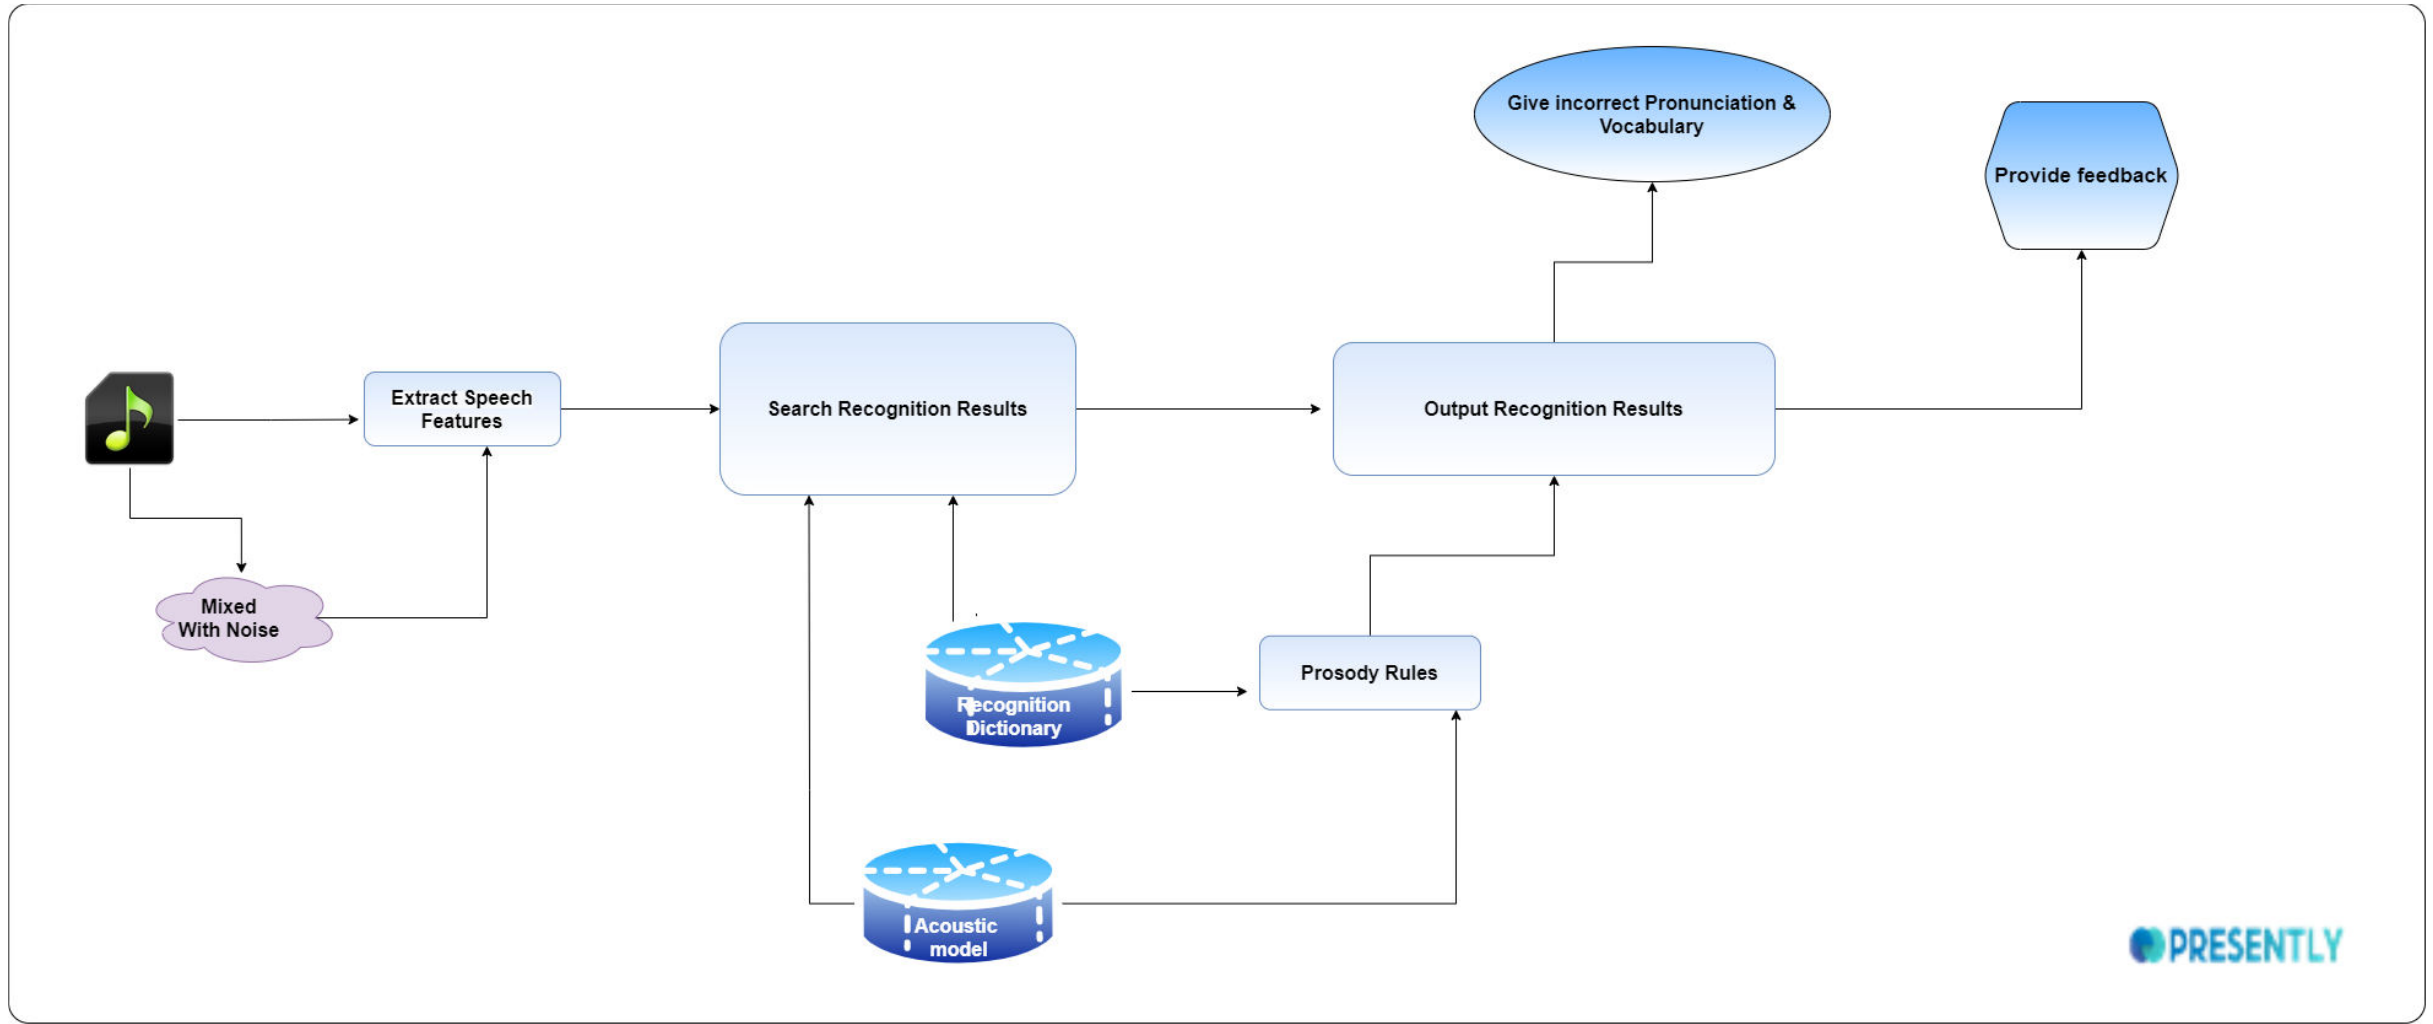 Give incorrect Pronunciation &
Vocabulary
Provide feedback
Extract Speech
Features
Search Recognition Results
Output Recognition Results
Mixed
With Noise
Prosody Rules
Recognition
Dictionary
Acoustic
model
PRESENTLY